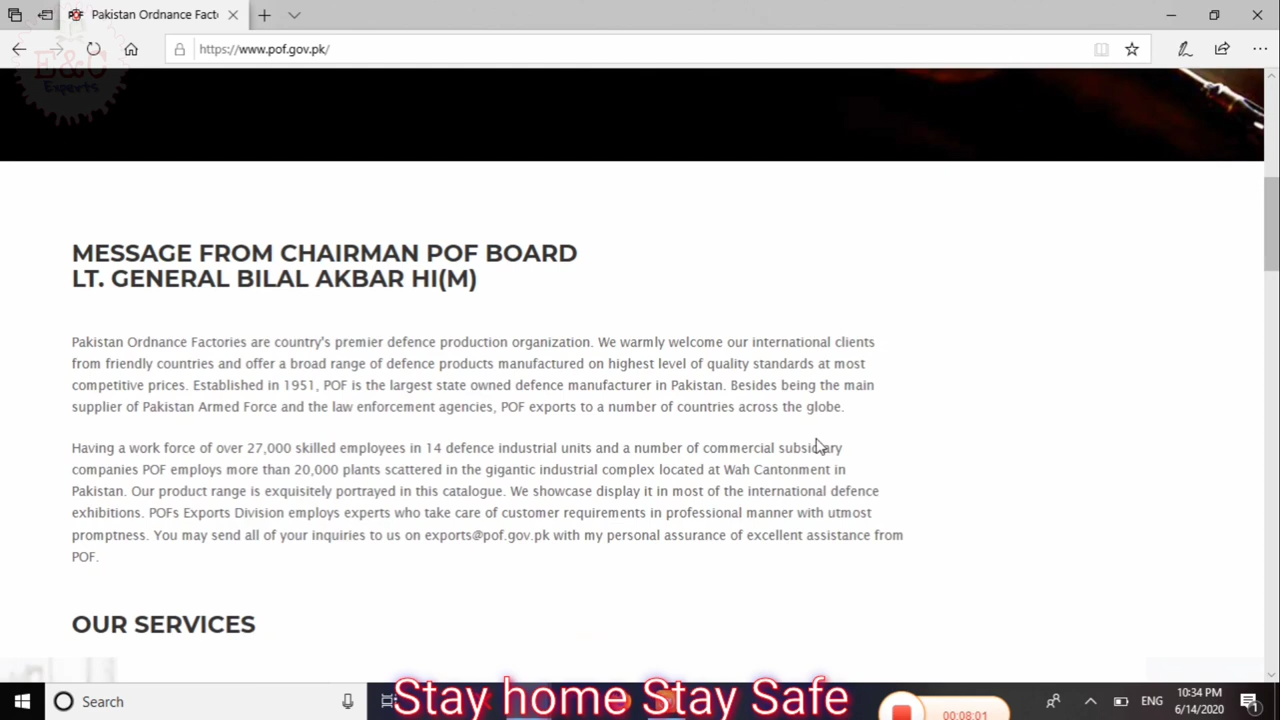 Pakistan Ordnance Facto
https://www.pof.gov.pk/
E&C
Experts
MESSAGE FROM CHAIRMAN POF BOARD
LT. GENERAL BILAL AKBAR HI(M)
Pakistan Ordnance Factories are country's premier defence production organization. We warmly welcome our international clients
from friendly countries and offer a broad range of defence products manufactured on highest level of quality standards at most
competitive prices. Established in 1951, POF is the largest state owned defence manufacturer in Pakistan. Besides being the main
supplier of Pakistan Armed Force and the law enforcement agencies, POF exports to a number of countries across the globe.
Having a work force of over 27,000 skilled employees in 14 defence industrial units and a number of commercial subsidiary
companies POF employs more than 20,000 plants scattered in the gigantic industrial complex located at Wah Cantonment in
Pakistan. Our product range is exquisitely portrayed in this catalogue. We showcase display it in most of the international defence
exhibitions. POFs Exports Division employs experts who take care of customer requirements in professional manner with utmost
promptness. You may send all of your inquiries to us on exports@pof.gov.pk with my personal assurance of excellent assistance from
POF.
OUR SERVICES
Search
Stay home Stay Safe
00:08:01
ENG
10:34 PM
6/14/2020
1